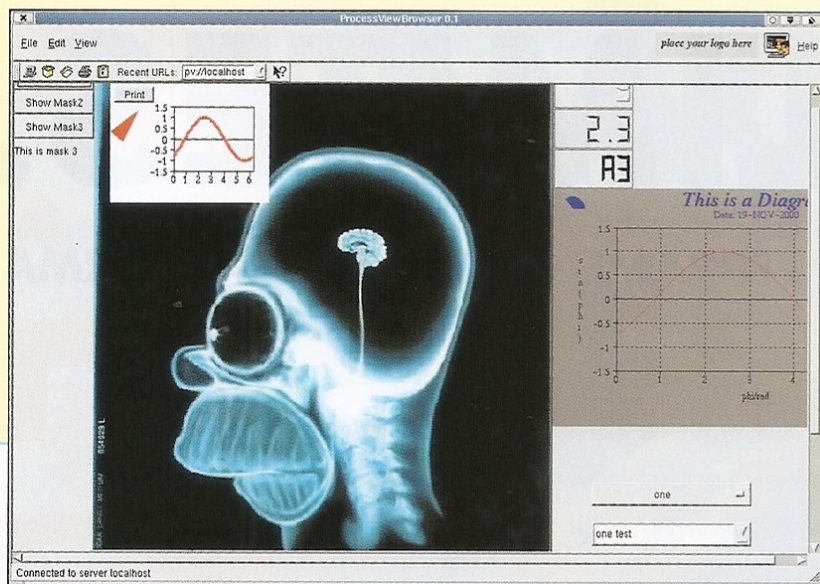 ProcessViewBrowser 0.1
File Edit View
place your logo here
Help
Recent URLs: pv://localhost
Show Mask2
Show Mask3
This is mask 3
Print
1.5
1
0.5
0
-0.5
-1
-1.5
0 1 2 3 4 5 6
2.3
A3
This is a Diagra
Date: 19-NOV-2000
1.5
1
0.5
0
-0.5
-1
-1.5
sin(phi)
0 1 2 3 4
phi/rad
one
one test
Connected to server localhost